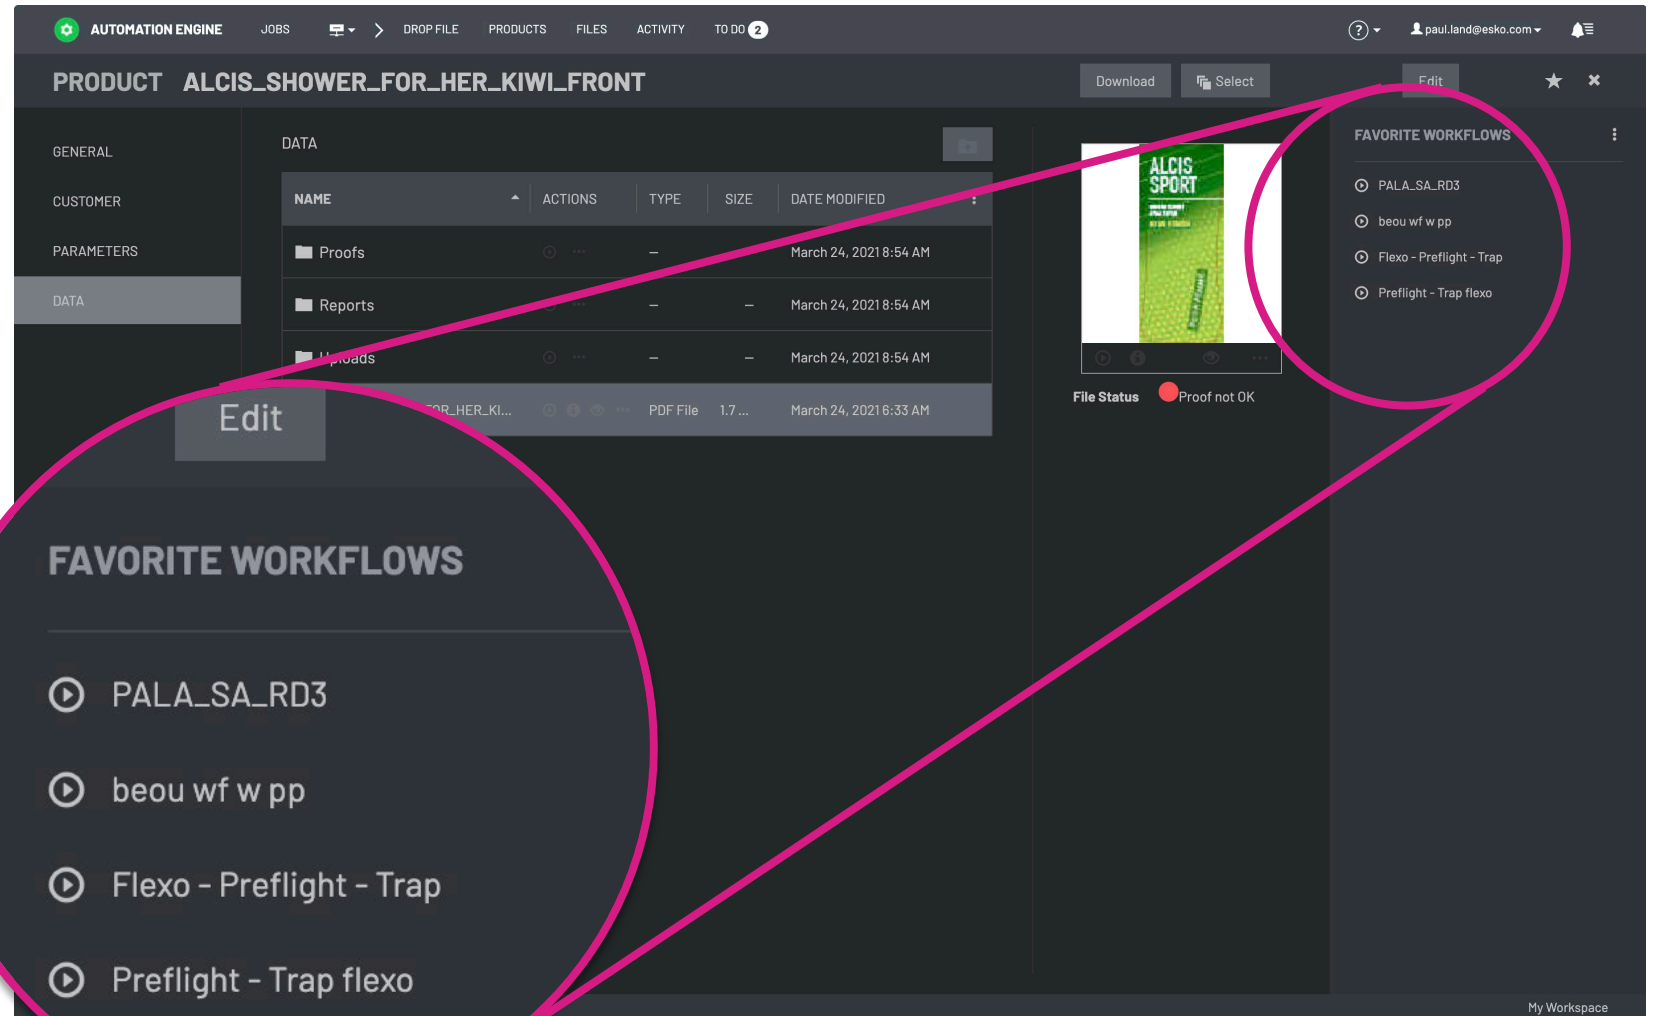 AUTOMATION ENGINE JOBS DROP FILE PRODUCTS FILES ACTIVITY TO DO 2 ? paul.land@esko.com
PRODUCT ALCIS_SHOWER_FOR_HER_KIWI_FRONT Download Select Edit
GENERAL
CUSTOMER
PARAMETERS
DATA
DATA
NAME ACTIONS TYPE SIZE DATE MODIFIED
Proofs – March 24, 2021 8:54 AM
Reports – – March 24, 2021 8:54 AM
Uploads – – March 24, 2021 8:54 AM
FOR_HER_KI... PDF File 1.7 ... March 24, 2021 6:33 AM
ALCIS
SPORT
File Status Proof not OK
FAVORITE WORKFLOWS
PALA_SA_RD3
beou wf w pp
Flexo - Preflight - Trap
Preflight - Trap flexo
Edit
FAVORITE WORKFLOWS
PALA_SA_RD3
beou wf w pp
Flexo - Preflight - Trap
Preflight - Trap flexo
My Workspace